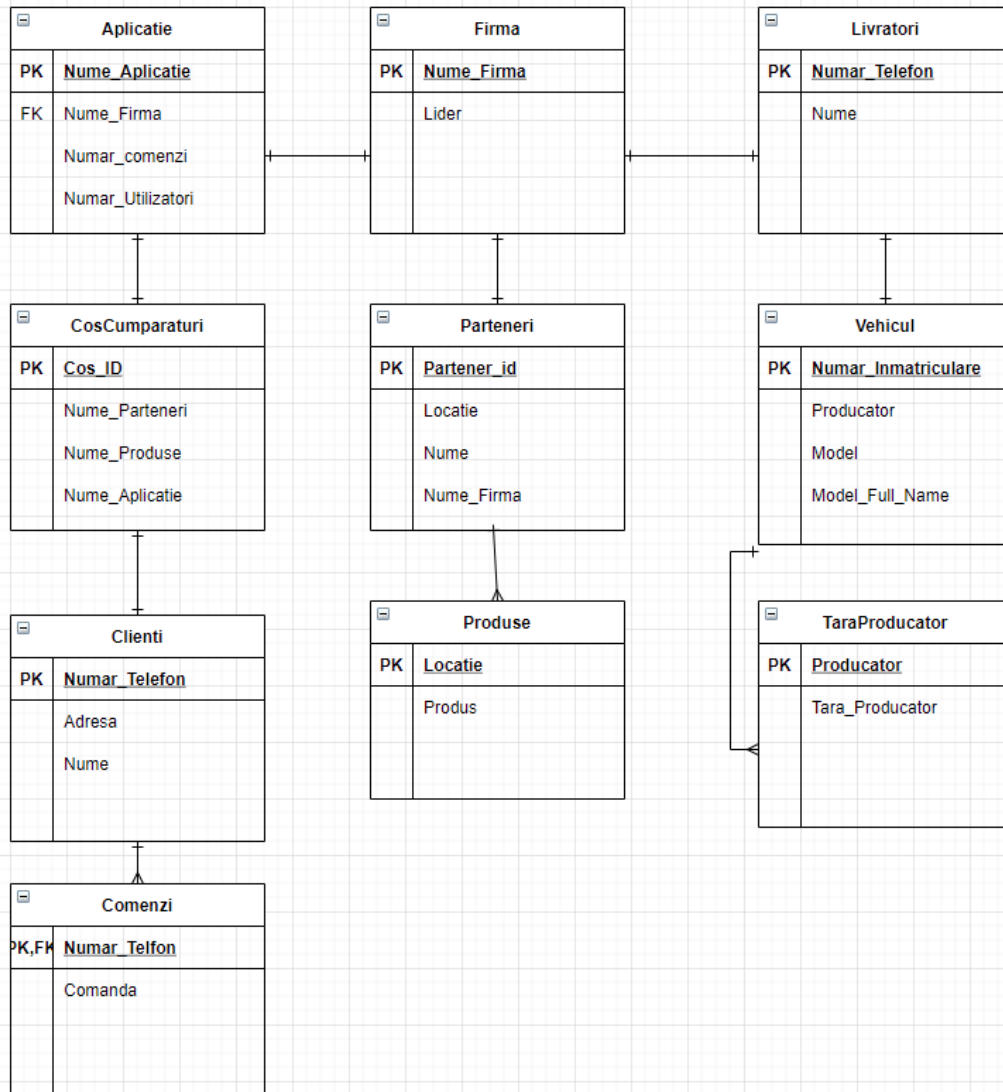 Aplicatie
PK Nume_Aplicatie
FK Nume_Firma
Numar_comenzi
Numar_Utilizatori
Firma
PK Nume_Firma
Lider
Livratori
PK Numar_Telefon
Nume
CosCumparaturi
PK Cos_ID
Nume_Parteneri
Nume_Produse
Nume_Aplicatie
Parteneri
PK Partener_id
Locatie
Nume
Nume_Firma
Vehicul
PK Numar_Inmatriculare
Producator
Model
Model_Full_Name
Clienti
PK Numar_Telefon
Adresa
Nume
Produse
PK Locatie
Produs
TaraProducator
PK Producator
Tara_Producator
Comenzi
PK,FK Numar_Telfon
Comanda